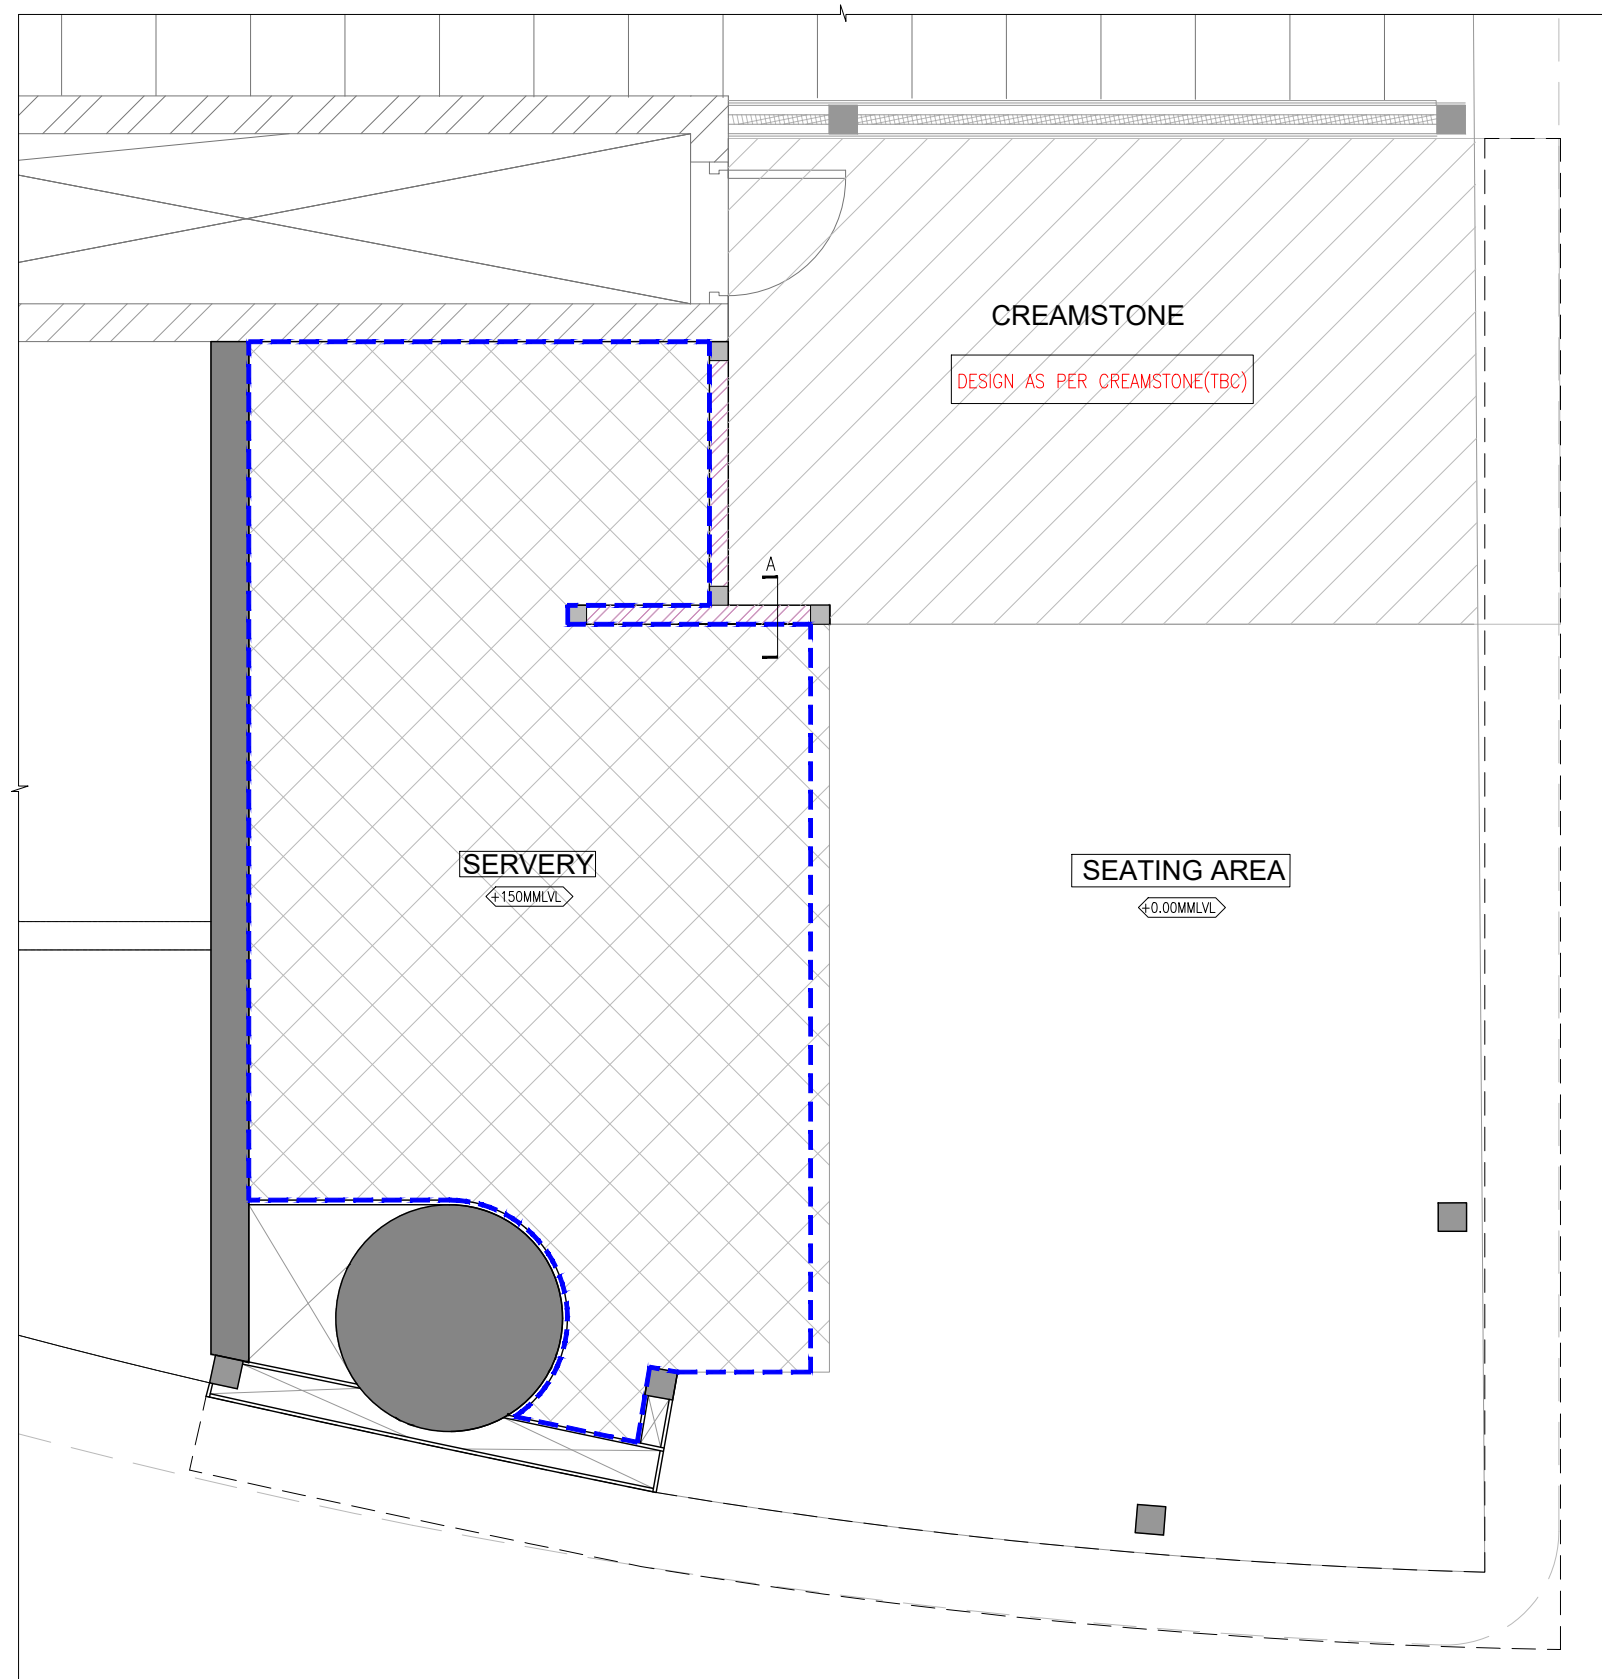 CREAMSTONE
DESIGN AS PER CREAMSTONE(TBC)
A
SERVERY
+150MMLVL
SEATING AREA
+0.00MMLVL